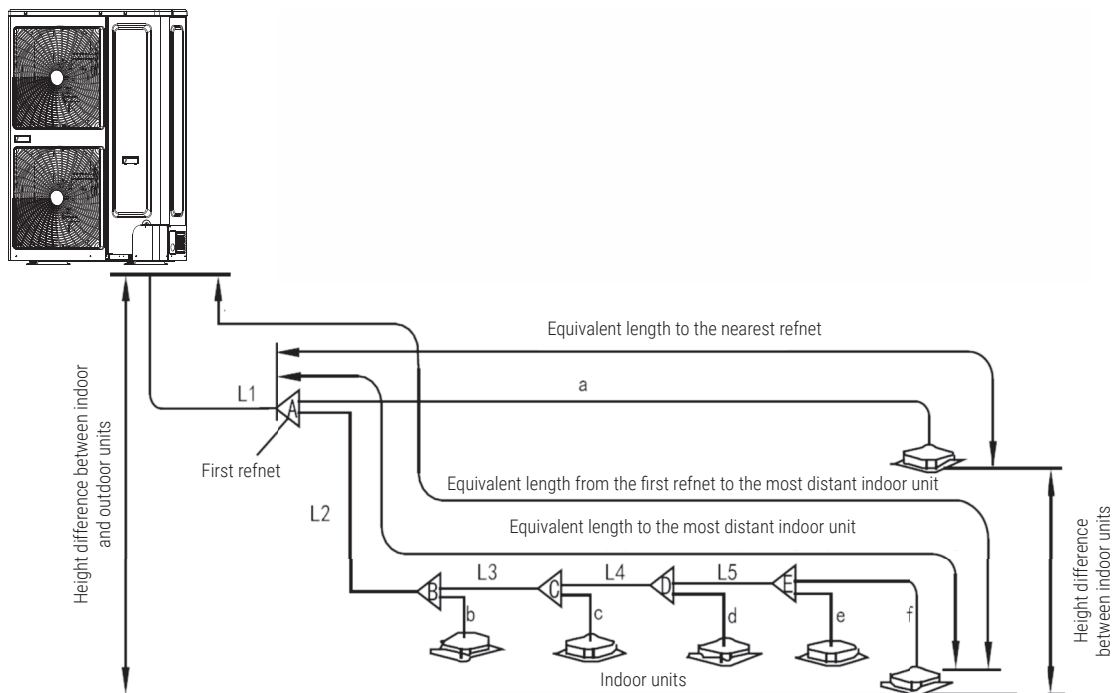 Equivalent length to the nearest refnet
a
L1
A
First refnet
Height difference between indoor
and outdoor units
Equivalent length from the first refnet to the most distant indoor unit
L2
Equivalent length to the most distant indoor unit
Height difference
between indoor units
L3
L4
L5
B
C
D
E
b
c
d
e
f
Indoor units